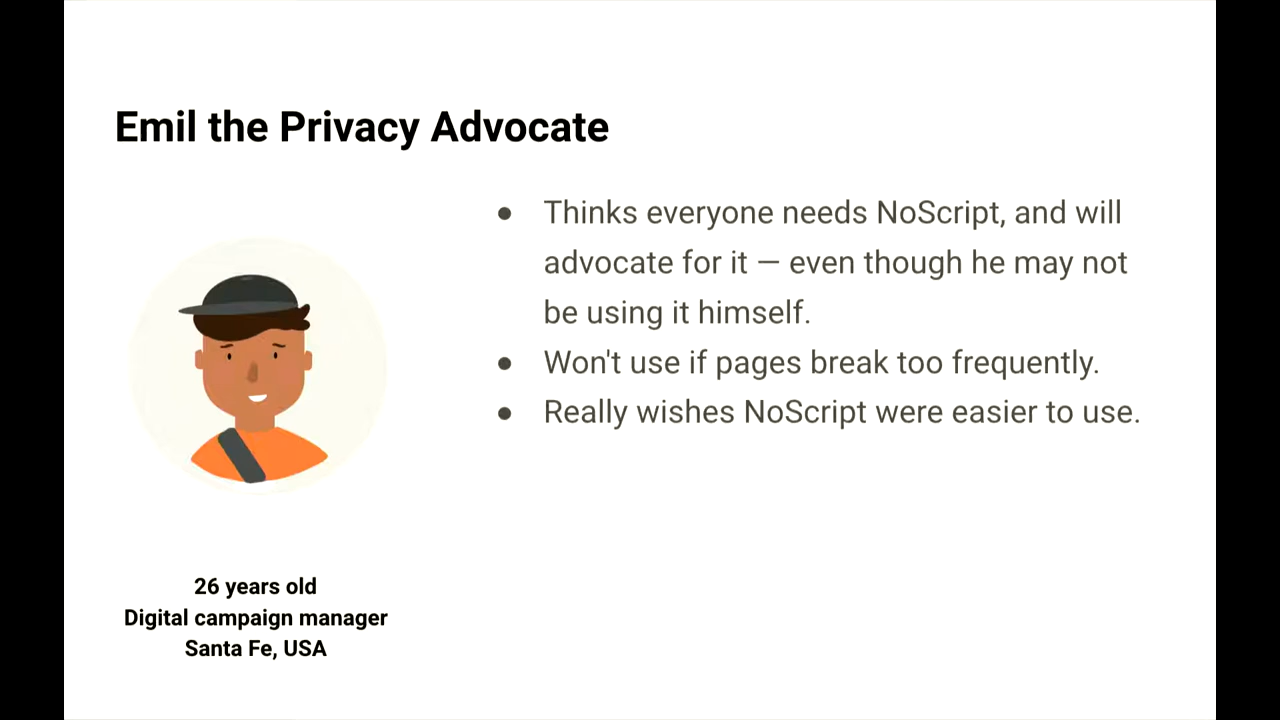 Emil the Privacy Advocate
● Thinks everyone needs NoScript, and will
advocate for it — even though he may not
be using it himself.
● Won't use if pages break too frequently.
● Really wishes NoScript were easier to use.
26 years old
Digital campaign manager
Santa Fe, USA